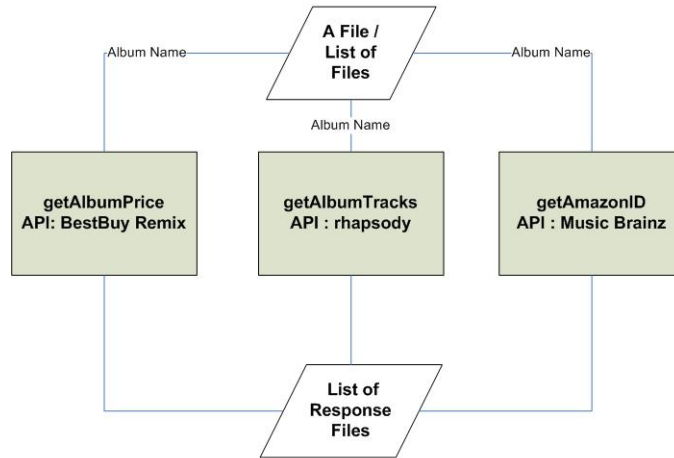 A File /
List of
Files
Album Name
Album Name
Album Name
getAlbumPrice
API: BestBuy Remix
getAlbumTracks
API : rhapsody
getAmazonID
API : Music Brainz
List of
Response
Files